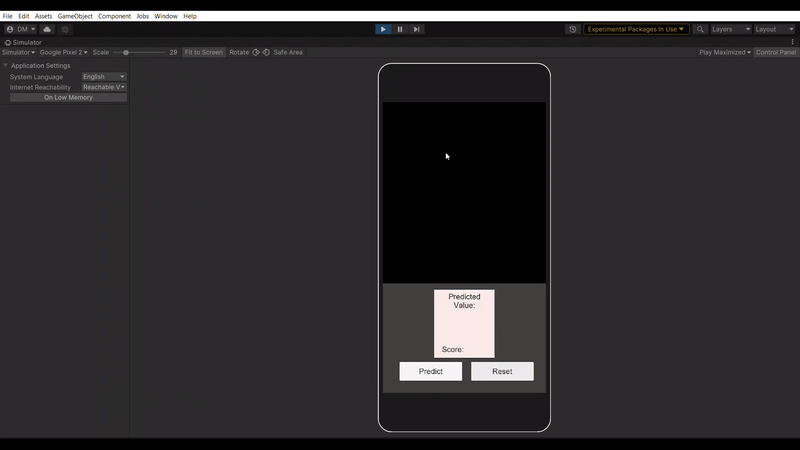 File Edit Assets GameObject Component Jobs Window Help
DM Experimental Packages In Use Layers Layout
Simulator
Simulator Google Pixel 2 Scale 29 Fit to Screen Rotate Safe Area Play Maximized Control Panel
Application Settings
System Language English
Internet Reachability Reachable V
On Low Memory
Predicted
Value:
Score:
Predict Reset